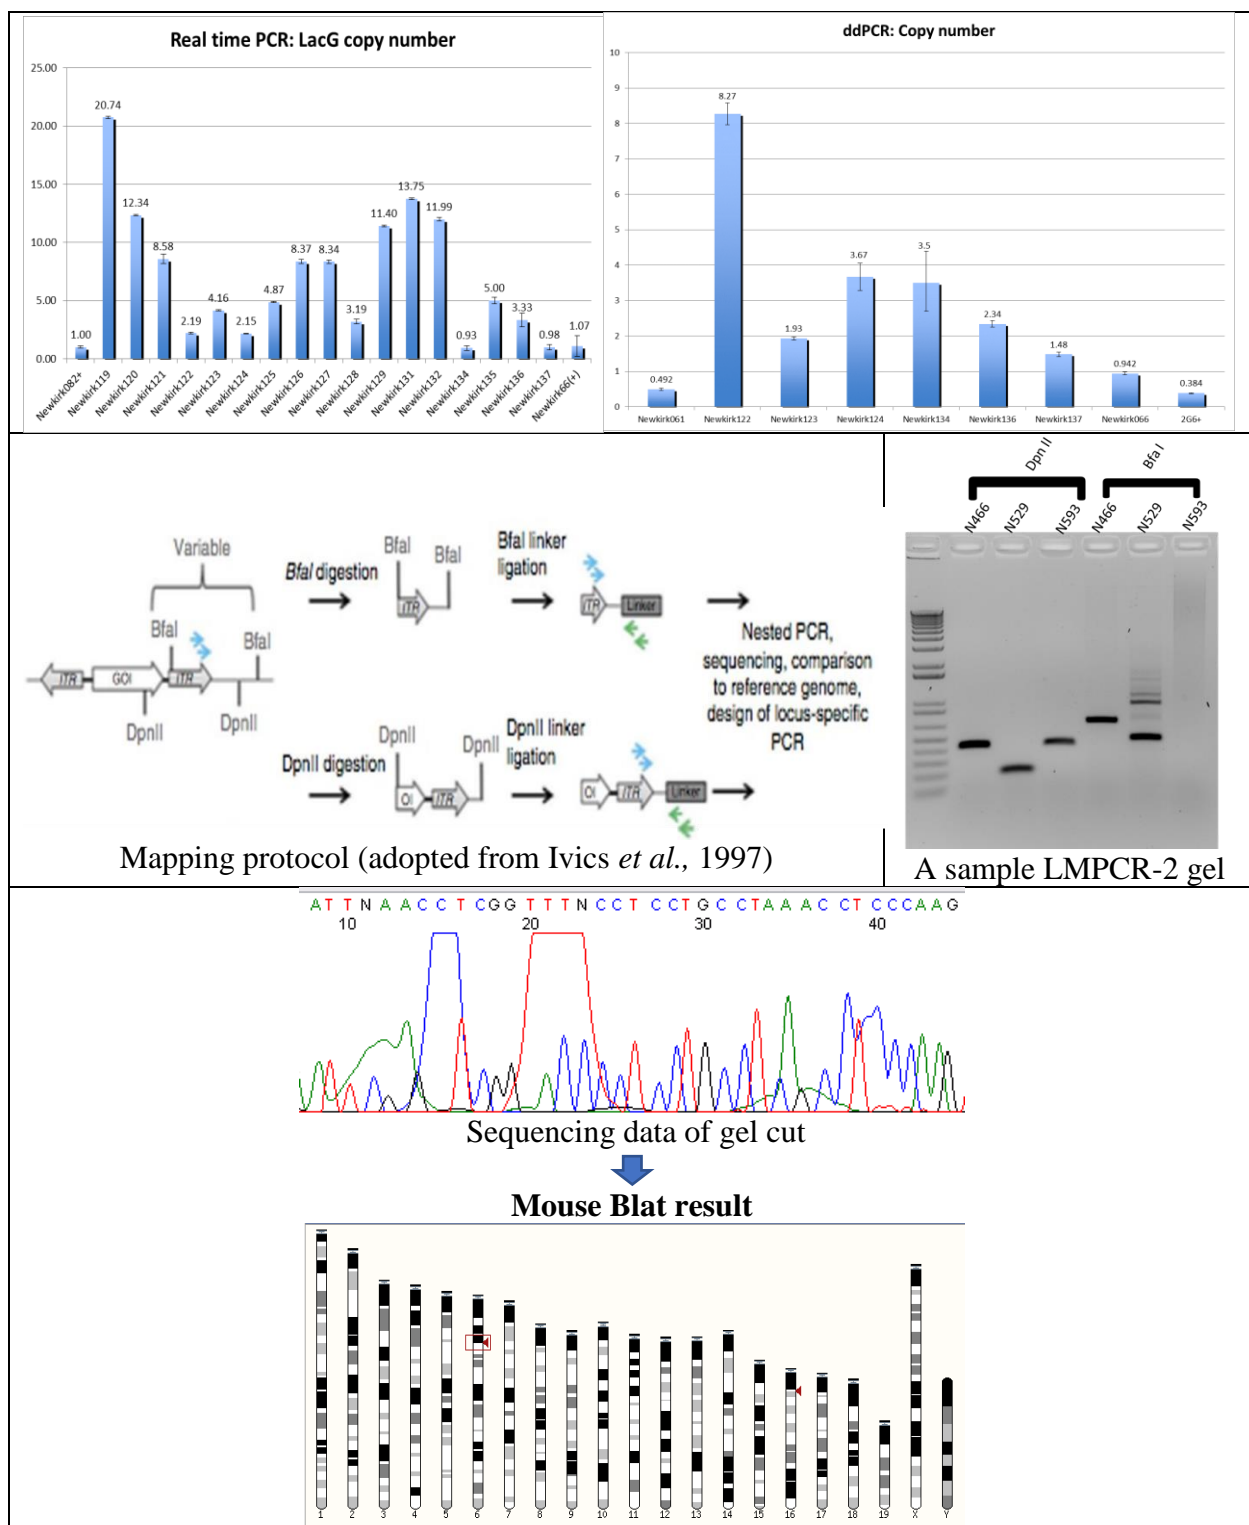 Real time PCR: LacG copy number
25.00
20.00
15.00
10.00
5.00
0.00
1.00
20.74
12.34
8.58
2.19
4.16
2.15
4.87
8.37
8.34
3.19
11.40
13.75
11.99
0.93
5.00
3.33
0.98
1.07
Newkirk082+
Newkirk119
Newkirk120
Newkirk121
Newkirk122
Newkirk123
Newkirk124
Newkirk125
Newkirk126
Newkirk127
Newkirk128
Newkirk129
Newkirk131
Newkirk132
Newkirk134
Newkirk135
Newkirk136
Newkirk137
Newkirk66(+)
ddPCR: Copy number
10
9
8
7
6
5
4
3
2
1
0
0.492
8.27
1.93
3.67
3.5
2.34
1.48
0.942
0.384
Newkirk061
Newkirk122
Newkirk123
Newkirk124
Newkirk134
Newkirk136
Newkirk137
Newkirk066
2G6+
Variable
BfaI
BfaI
ITR
GOI
ITR
DpnII
DpnII
BfaI digestion
BfaI
BfaI
ITR
BfaI linker
ligation
ITR
Linker
DpnII digestion
DpnII
DpnII
OI
ITR
DpnII linker
ligation
OI
ITR
Linker
Nested PCR,
sequencing, comparison
to reference genome,
design of locus-specific
PCR
Mapping protocol (adopted from Ivics et al., 1997)
Dpn II
Bfa I
N466
N529
N593
N466
N529
N593
A sample LMPCR-2 gel
A T T N A A C C T C G G T T T N C C T C C T G C C T A A A C C T C C C A A G
10 20 30 40
Sequencing data of gel cut
Mouse Blat result
1 2 3 4 5 6 7 8 9 10 11 12 13 14 15 16 17 18 19 X Y